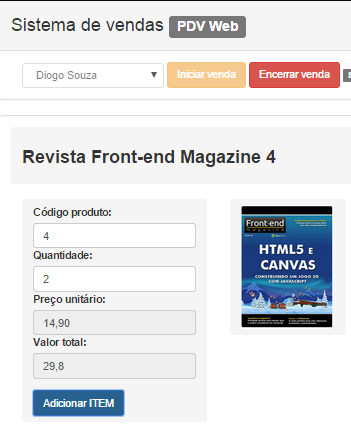 Sistema de vendas PDV Web
Diogo Souza Iniciar venda Encerrar venda
Revista Front-end Magazine 4
Código produto:
4
Quantidade:
2
Preço unitário:
14,90
Valor total:
29,8
Adicionar ITEM
Front-end
magazine
HTML5 E
CANVAS
CONSTRUINDO UM JOGO 2D
COM JAVASCRIPT